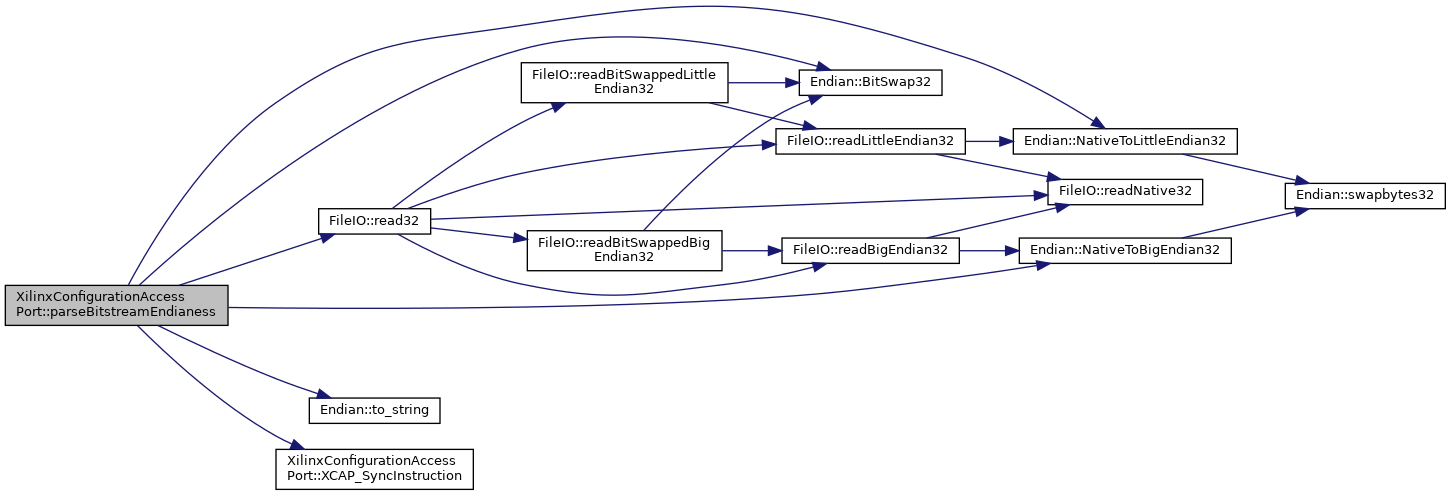 FileIO::readBitSwappedLittle
Endian32
Endian::BitSwap32
FileIO::readLittleEndian32
Endian::NativeToLittleEndian32
FileIO::readNative32
Endian::swapbytes32
FileIO::read32
FileIO::readBitSwappedBig
Endian32
FileIO::readBigEndian32
Endian::NativeToBigEndian32
XilinxConfigurationAccess
Port::parseBitstreamEndianess
Endian::to_string
XilinxConfigurationAccess
Port::XCAP_SyncInstruction